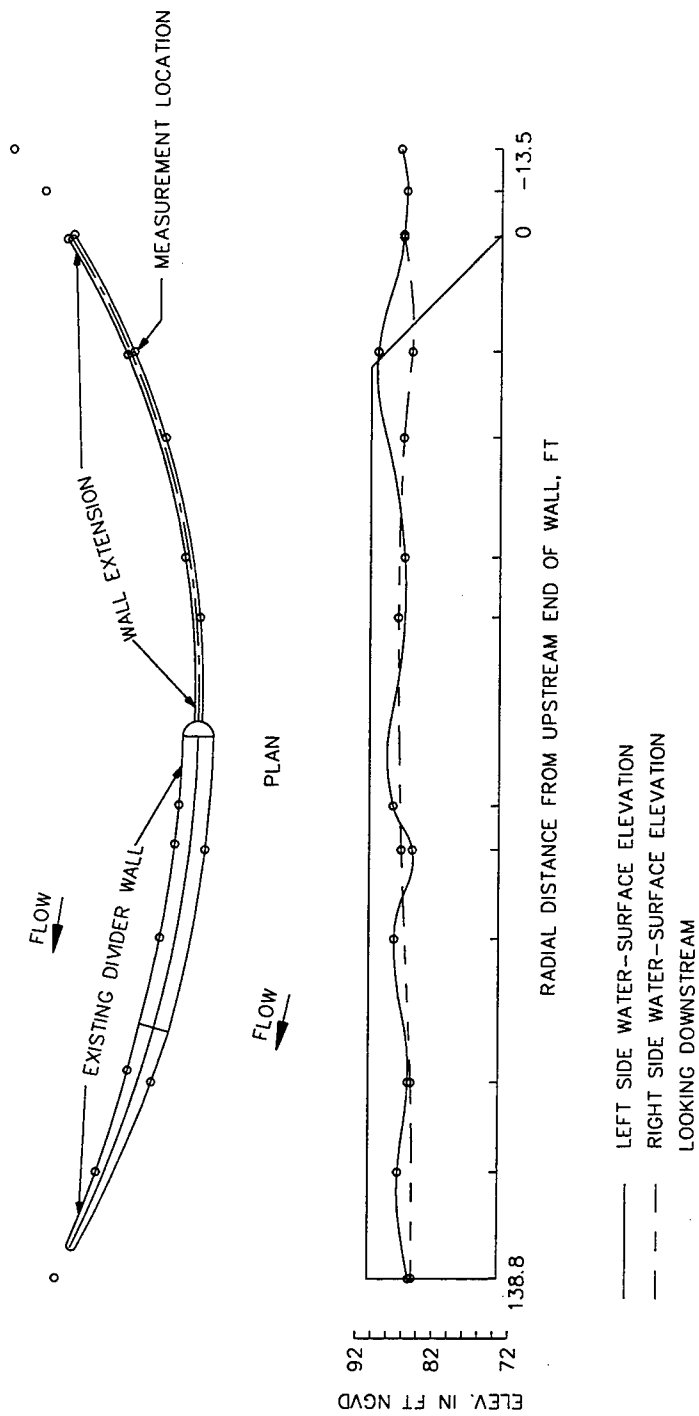 FLOW
EXISTING DIVIDER WALL
WALL EXTENSION
MEASUREMENT LOCATION
FLOW
PLAN
92
82
72
ELEV. IN FT NGVD
138.8
0
-13.5
RADIAL DISTANCE FROM UPSTREAM END OF WALL, FT
LEFT SIDE WATER-SURFACE ELEVATION
RIGHT SIDE WATER-SURFACE ELEVATION
LOOKING DOWNSTREAM